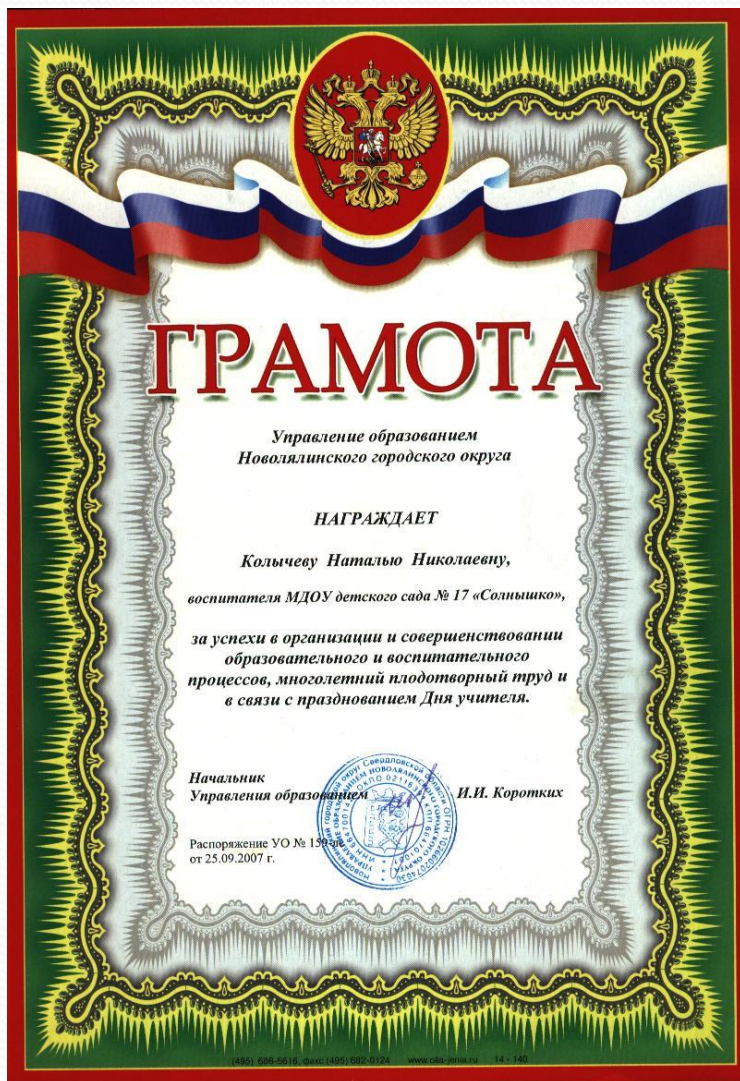 ГРАМОТА
Управление образованием
Новолялинского городского округа
НАГРАЖДАЕТ
Колычеву Наталью Николаевну,
воспитателя МДОУ детского сада № 17 «Солнышко»,
за успехи в организации и совершенствовании
образовательного и воспитательного
процессов, многолетний плодотворный труд и
в связи с празднованием Дня учителя.
Начальник
Управления образованием И.И. Коротких
Распоряжение УО № 159
от 25.09.2007 г.
(495) 686-5616, факс (495) 682-0124 www.olla-jenia.ru 14 - 140